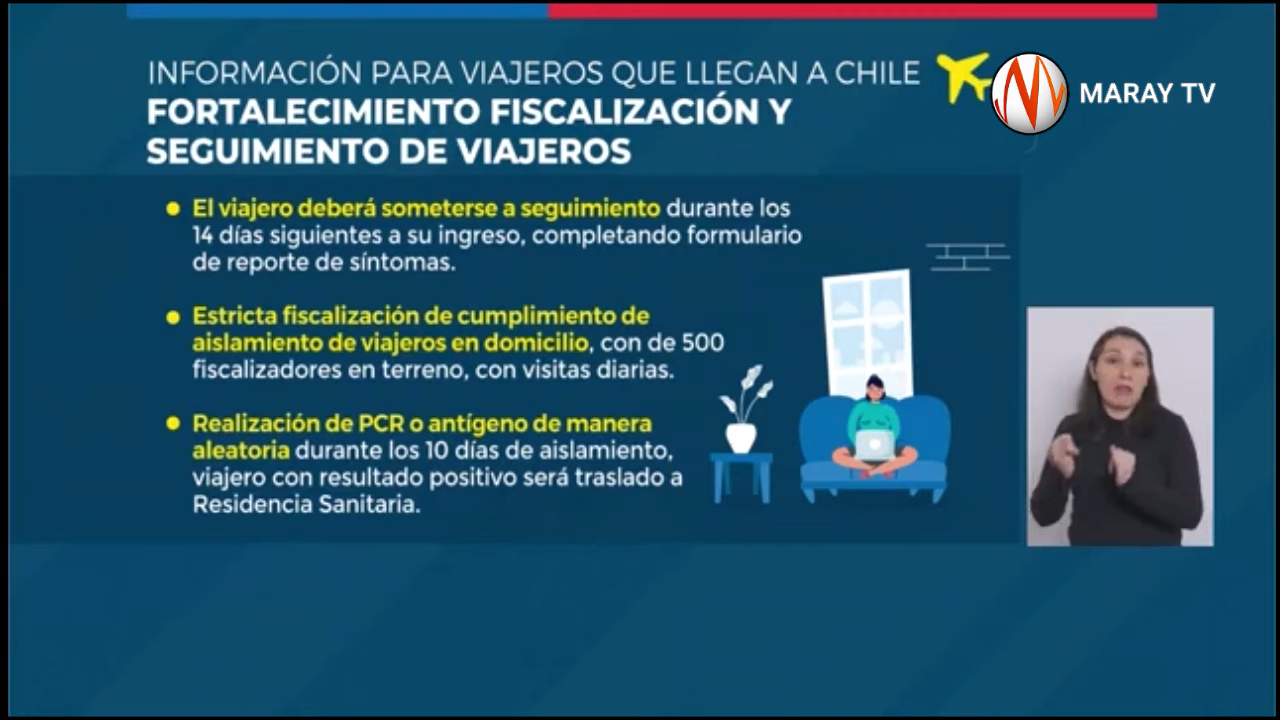 INFORMACIÓN PARA VIAJEROS QUE LLEGAN A CHILE
FORTALECIMIENTO FISCALIZACIÓN Y
SEGUIMIENTO DE VIAJEROS
MARAY TV
El viajero deberá someterse a seguimiento durante los
14 días siguientes a su ingreso, completando formulario
de reporte de síntomas.
Estricta fiscalización de cumplimiento de
aislamiento de viajeros en domicilio, con de 500
fiscalizadores en terreno, con visitas diarias.
Realización de PCR o antígeno de manera
aleatoria durante los 10 días de aislamiento,
viajero con resultado positivo será traslado a
Residencia Sanitaria.